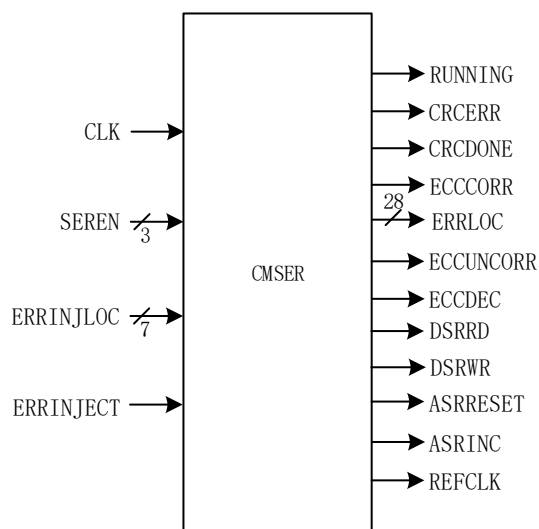 RUNNING
CRCERR
CLK
CRCDONE
ECCCORR
28
SEREN
3
ERRLOC
ECCUNCORR
CMSER
ECCDEC
ERRINJLOC
7
DSRRD
DSRWR
ERRINJECT
ASRRESET
ASRINC
REFCLK